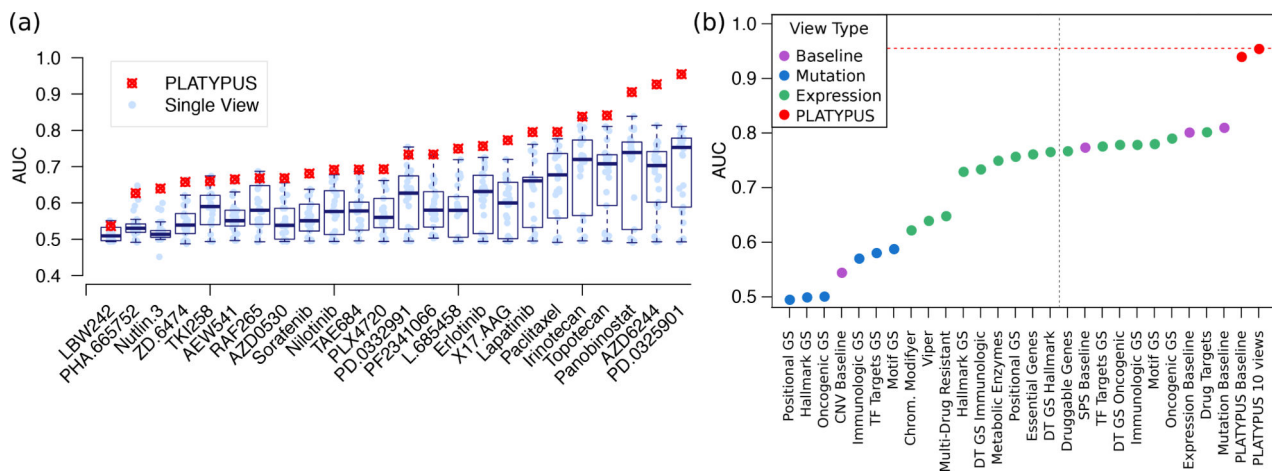 (a)
AUC
1.0
0.9
0.8
0.7
0.6
0.5
0.4
PLATYPUS
Single View
LBW242
PHA.665752
Nutlin.3
ZD.6474
TKI258
AEW541
RAF265
AZD0530
Sorafenib
Nilotinib
TAE684
PLX4720
PD.0332991
PF2341066
L.685458
Erlotinib
X17.AAG
Lapatinib
Paclitaxel
Irinotecan
Topotecan
Panobinostat
AZD6244
PD.0325901
(b)
AUC
1.0
0.9
0.8
0.7
0.6
0.5
View Type
Baseline
Mutation
Expression
PLATYPUS
Positional GS
Hallmark GS
Oncogenic GS
CNV Baseline
Immunologic GS
TF Targets GS
Motif GS
Chrom. Modifyer
Viper
Multi-Drug Resistant
Hallmark GS
DT GS Immunologic
Metabolic Enzymes
Positional GS
Essential Genes
DT GS Hallmark
Druggable Genes
SPS Baseline
TF Targets GS
DT GS Oncogenic
Immunologic GS
Motif GS
Oncogenic GS
Expression Baseline
Drug Targets
Mutation Baseline
PLATYPUS Baseline
PLATYPUS 10 views